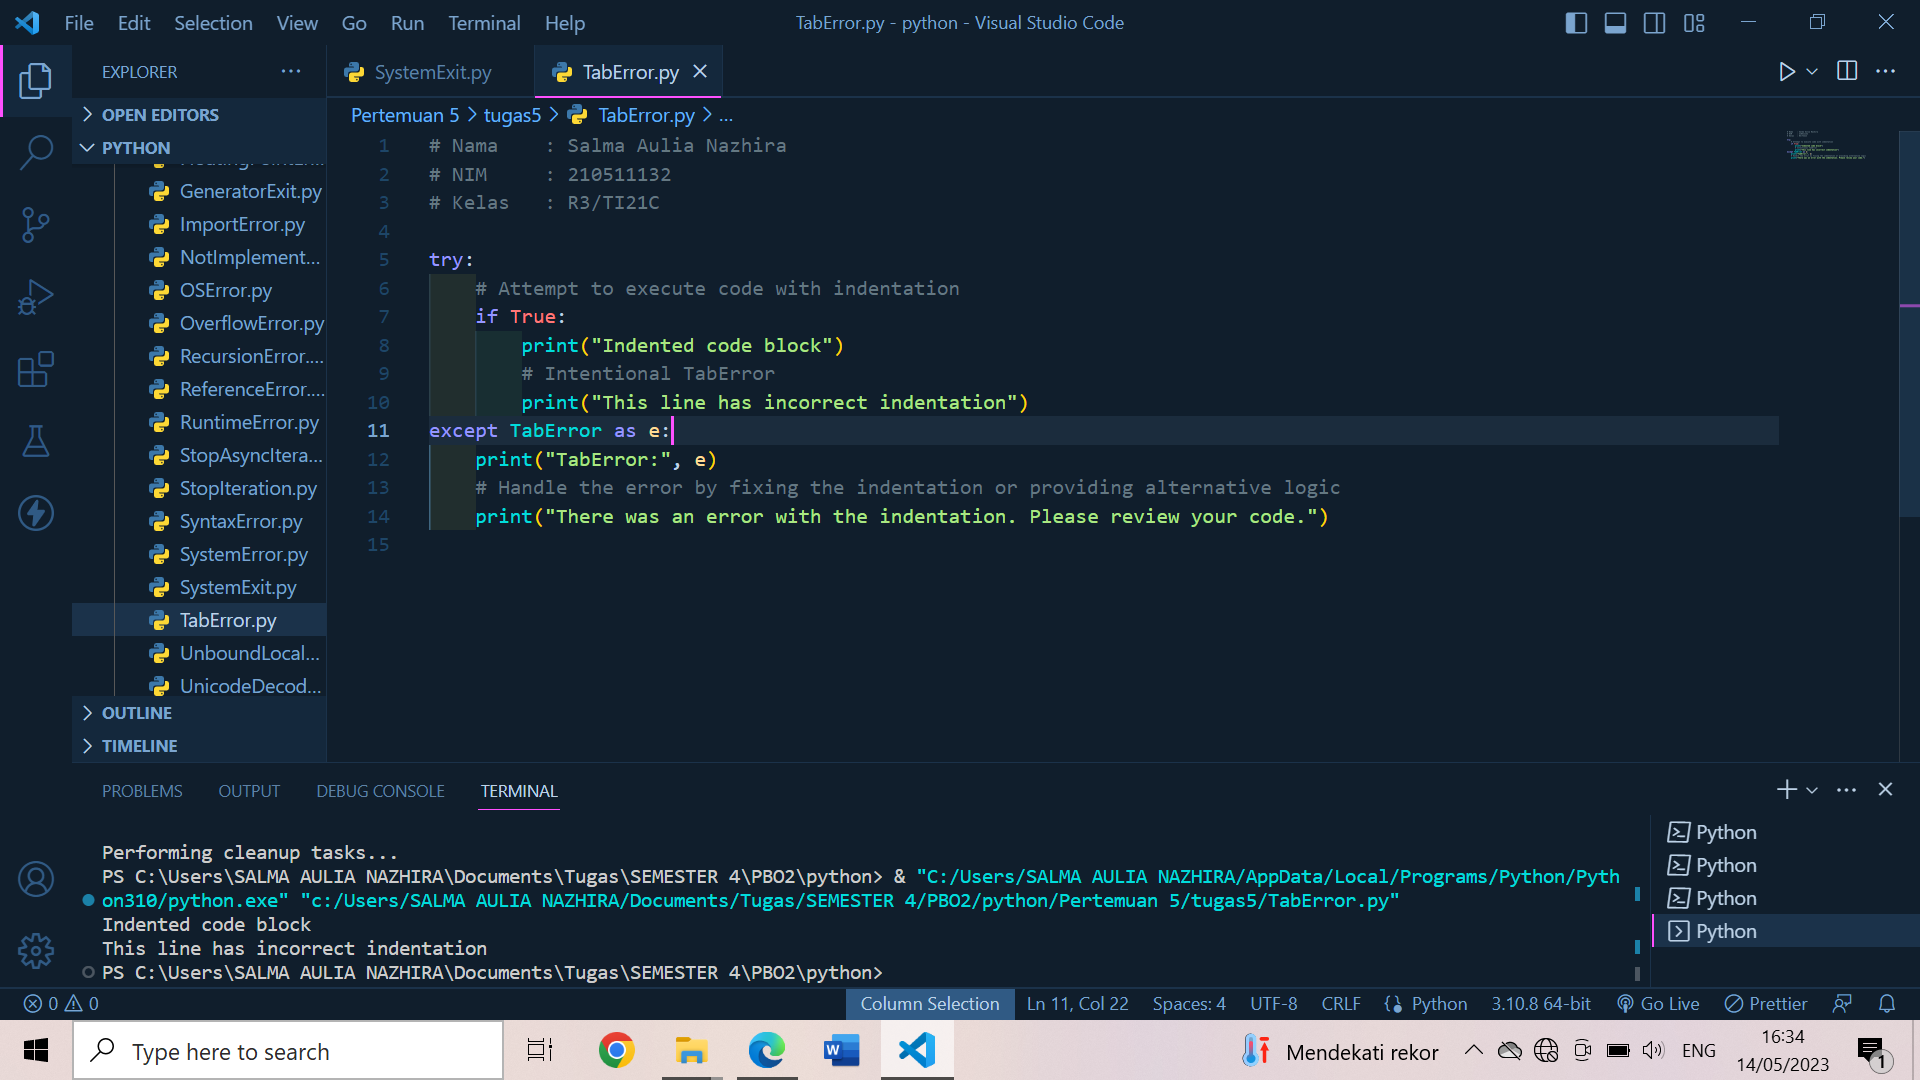 File Edit Selection View Go Run Terminal Help
TabError.py - python - Visual Studio Code
EXPLORER
OPEN EDITORS
PYTHON
GeneratorExit.py
ImportError.py
NotImplement...
OSError.py
OverflowError.py
RecursionError....
ReferenceError....
RuntimeError.py
StopAsyncItera...
StopIteration.py
SyntaxError.py
SystemError.py
SystemExit.py
TabError.py
UnboundLocal...
UnicodeDecod...
OUTLINE
TIMELINE
SystemExit.py TabError.py
Pertemuan 5 > tugas5 > TabError.py > ...
1 # Nama    : Salma Aulia Nazhira
2 # NIM     : 210511132
3 # Kelas   : R3/TI21C
4
5 try:
6     # Attempt to execute code with indentation
7     if True:
8         print("Indented code block")
9         # Intentional TabError
10         print("This line has incorrect indentation")
11 except TabError as e:
12     print("TabError:", e)
13     # Handle the error by fixing the indentation or providing alternative logic
14     print("There was an error with the indentation. Please review your code.")
15
PROBLEMS OUTPUT DEBUG CONSOLE TERMINAL
Performing cleanup tasks...
PS C:\Users\SALMA AULIA NAZHIRA\Documents\Tugas\SEMESTER 4\PBO2\python> & "C:/Users/SALMA AULIA NAZHIRA/AppData/Local/Programs/Python/Pyth
on310/python.exe" "c:/Users/SALMA AULIA NAZHIRA/Documents/Tugas/SEMESTER 4/PBO2/python/Pertemuan 5/tugas5/TabError.py"
Indented code block
This line has incorrect indentation
PS C:\Users\SALMA AULIA NAZHIRA\Documents\Tugas\SEMESTER 4\PBO2\python>
Python
Python
Python
Python
0 0 Column Selection Ln 11, Col 22 Spaces: 4 UTF-8 CRLF Python 3.10.8 64-bit Go Live Prettier
Type here to search
Mendekati rekor
ENG
16:34
14/05/2023
1